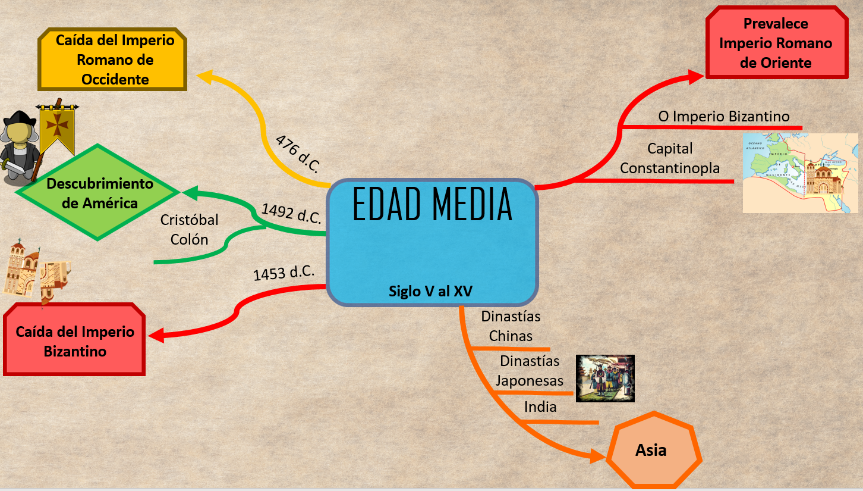 Caída del Imperio
Romano de
Occidente
476 d.C.
Descubrimiento
de América
1492 d.C.
Cristóbal
Colón
1453 d.C.
Caída del Imperio
Bizantino
EDAD MEDIA
Siglo V al XV
Prevalece
Imperio Romano
de Oriente
O Imperio Bizantino
Capital
Constantinopla
Dinastías
Chinas
Dinastías
Japonesas
India
Asia